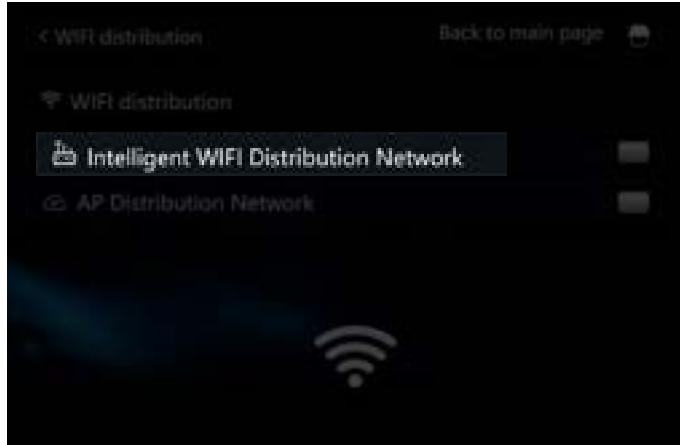 < WIFI distribution Back to main page
WIFI distribution
Intelligent WIFI Distribution Network
AP Distribution Network